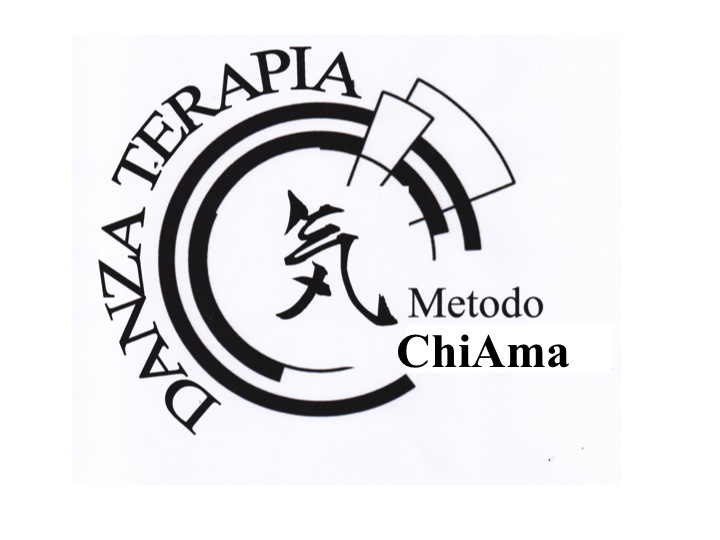 DANZA TERAPIA
気
Metodo
ChiAma